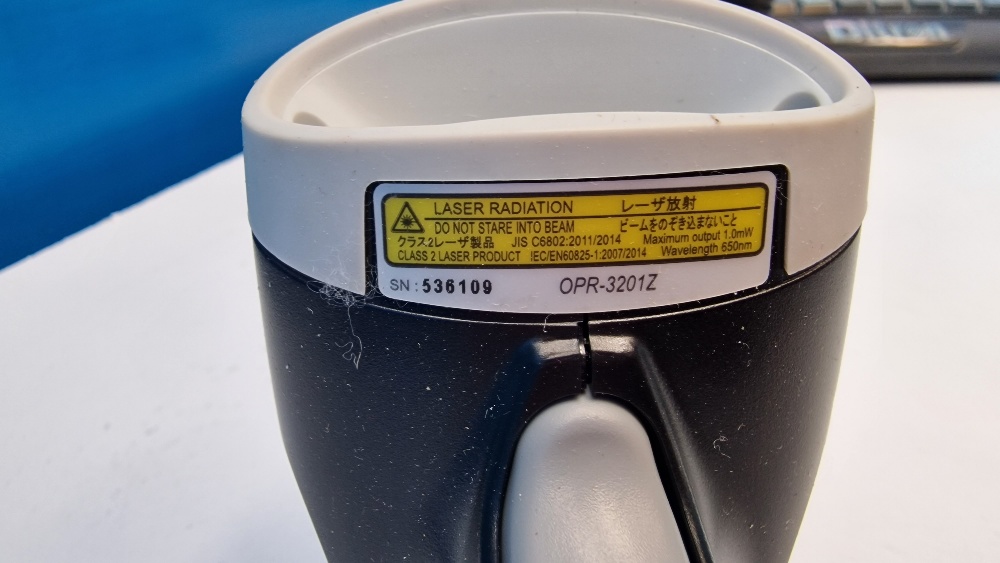 LASER RADIATION レーザ放射
DO NOT STARE INTO BEAM ビームをのぞき込まないこと
クラス2レーザ製品 JIS C6802:2011/2014 Maximum output 1.0mW
CLASS 2 LASER PRODUCT IEC/EN60825-1:2007/2014 Wavelength 650nm
SN : 536109 OPR-3201Z